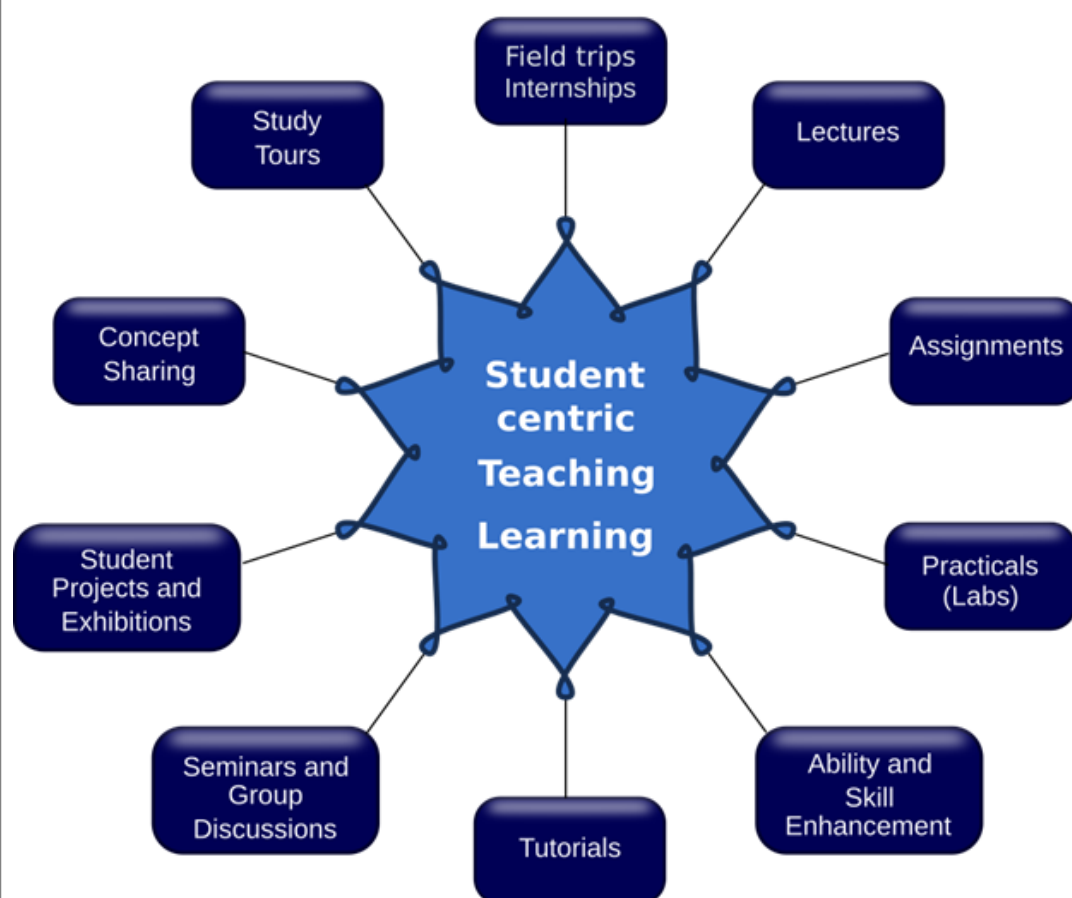 Field trips
Internships
Lectures
Assignments
Practicals
(Labs)
Ability and
Skill
Enhancement
Tutorials
Seminars and
Group
Discussions
Student
Projects and
Exhibitions
Concept
Sharing
Study
Tours
Student
centric
Teaching
Learning